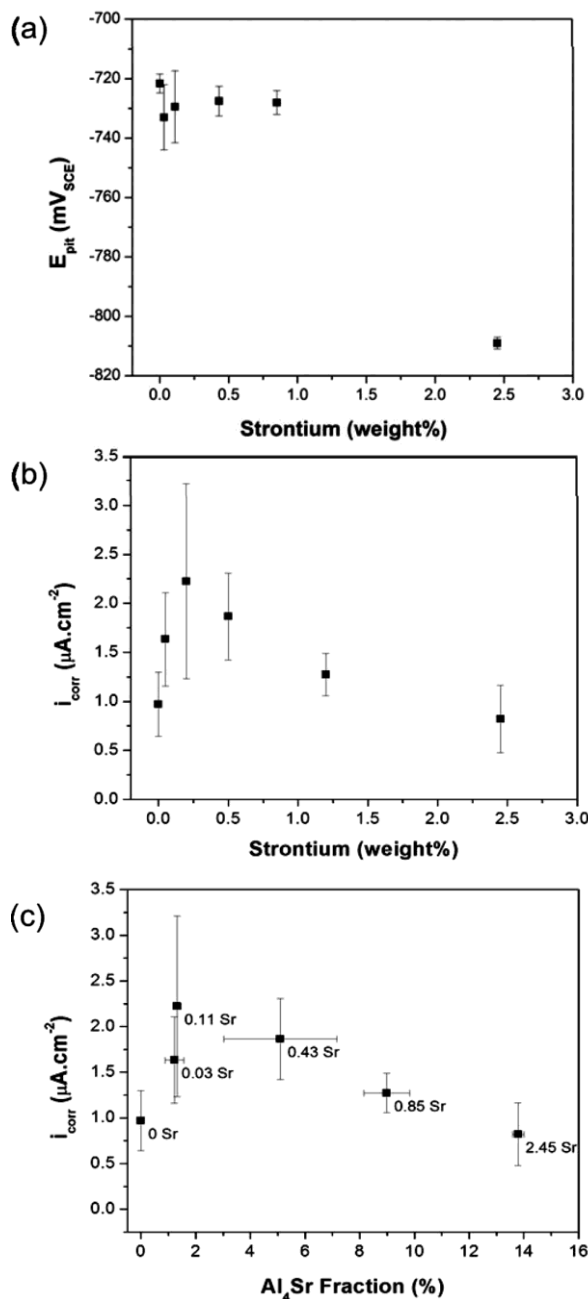 (a)
-700
-720
-740
-760
-780
-800
-820
E_pit (mV_SCE)
0.0 0.5 1.0 1.5 2.0 2.5 3.0
Strontium (weight%)
(b)
3.5
3.0
2.5
2.0
1.5
1.0
0.5
0.0
i_corr (μA.cm⁻²)
0.0 0.5 1.0 1.5 2.0 2.5 3.0
Strontium (weight%)
(c)
3.5
3.0
2.5
2.0
1.5
1.0
0.5
0.0
i_corr (μA.cm⁻²)
0.11 Sr
0.03 Sr
0.43 Sr
0.85 Sr
0 Sr
2.45 Sr
0 2 4 6 8 10 12 14 16
Al₄Sr Fraction (%)